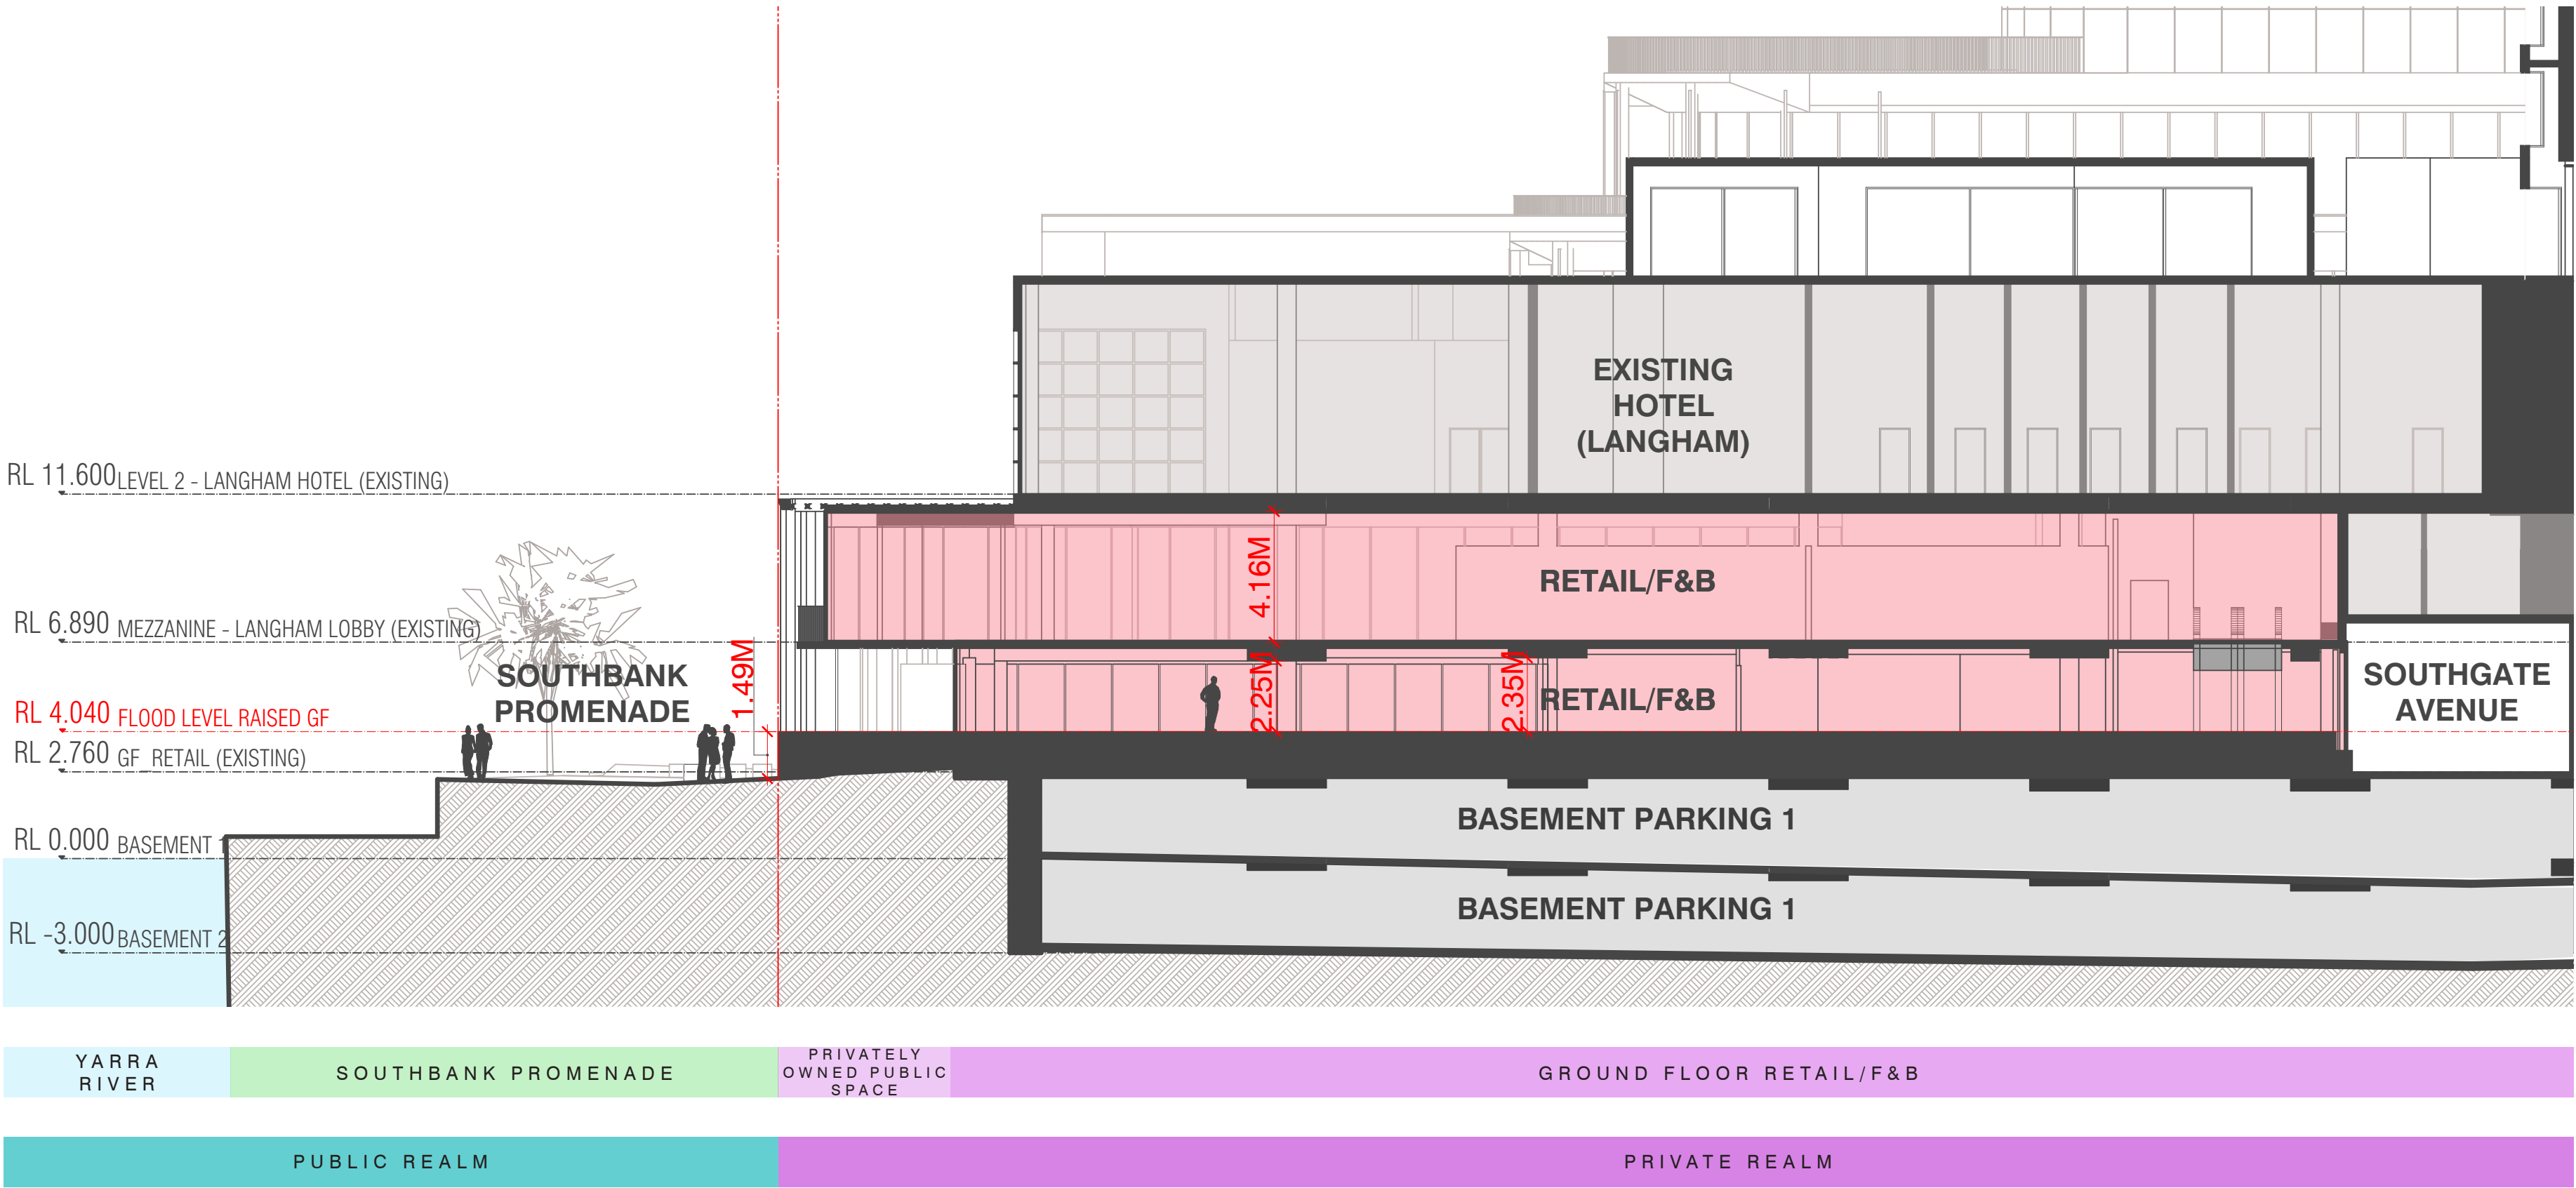 EXISTING
HOTEL
(LANGHAM)
RL 11.600 LEVEL 2 - LANGHAM HOTEL (EXISTING)
4.16M
RETAIL/F&B
RL 6.890 MEZZANINE - LANGHAM LOBBY (EXISTING)
SOUTHBANK
PROMENADE
1.49M
2.25M
2.35M
RETAIL/F&B
SOUTHGATE
AVENUE
RL 4.040 FLOOD LEVEL RAISED GF
RL 2.760 GF RETAIL (EXISTING)
BASEMENT PARKING 1
RL 0.000 BASEMENT 1
BASEMENT PARKING 1
RL -3.000 BASEMENT 2
YARRA
RIVER
SOUTHBANK PROMENADE
PRIVATELY
OWNED PUBLIC
SPACE
GROUND FLOOR RETAIL/F&B
PUBLIC REALM
PRIVATE REALM